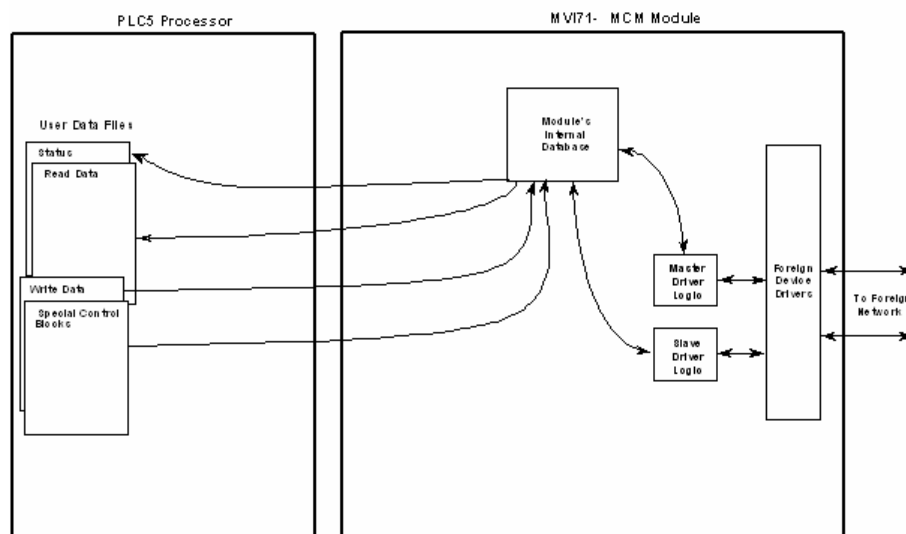 PLC5 Processor
MVI71- MCM Module
User Data Files
Status
Read Data
Write Data
Special Control
Blocks
Module's
Internal
Database
Master
Driver
Logic
Slave
Driver
Logic
Foreign
Device
Drivers
To Foreign
Network